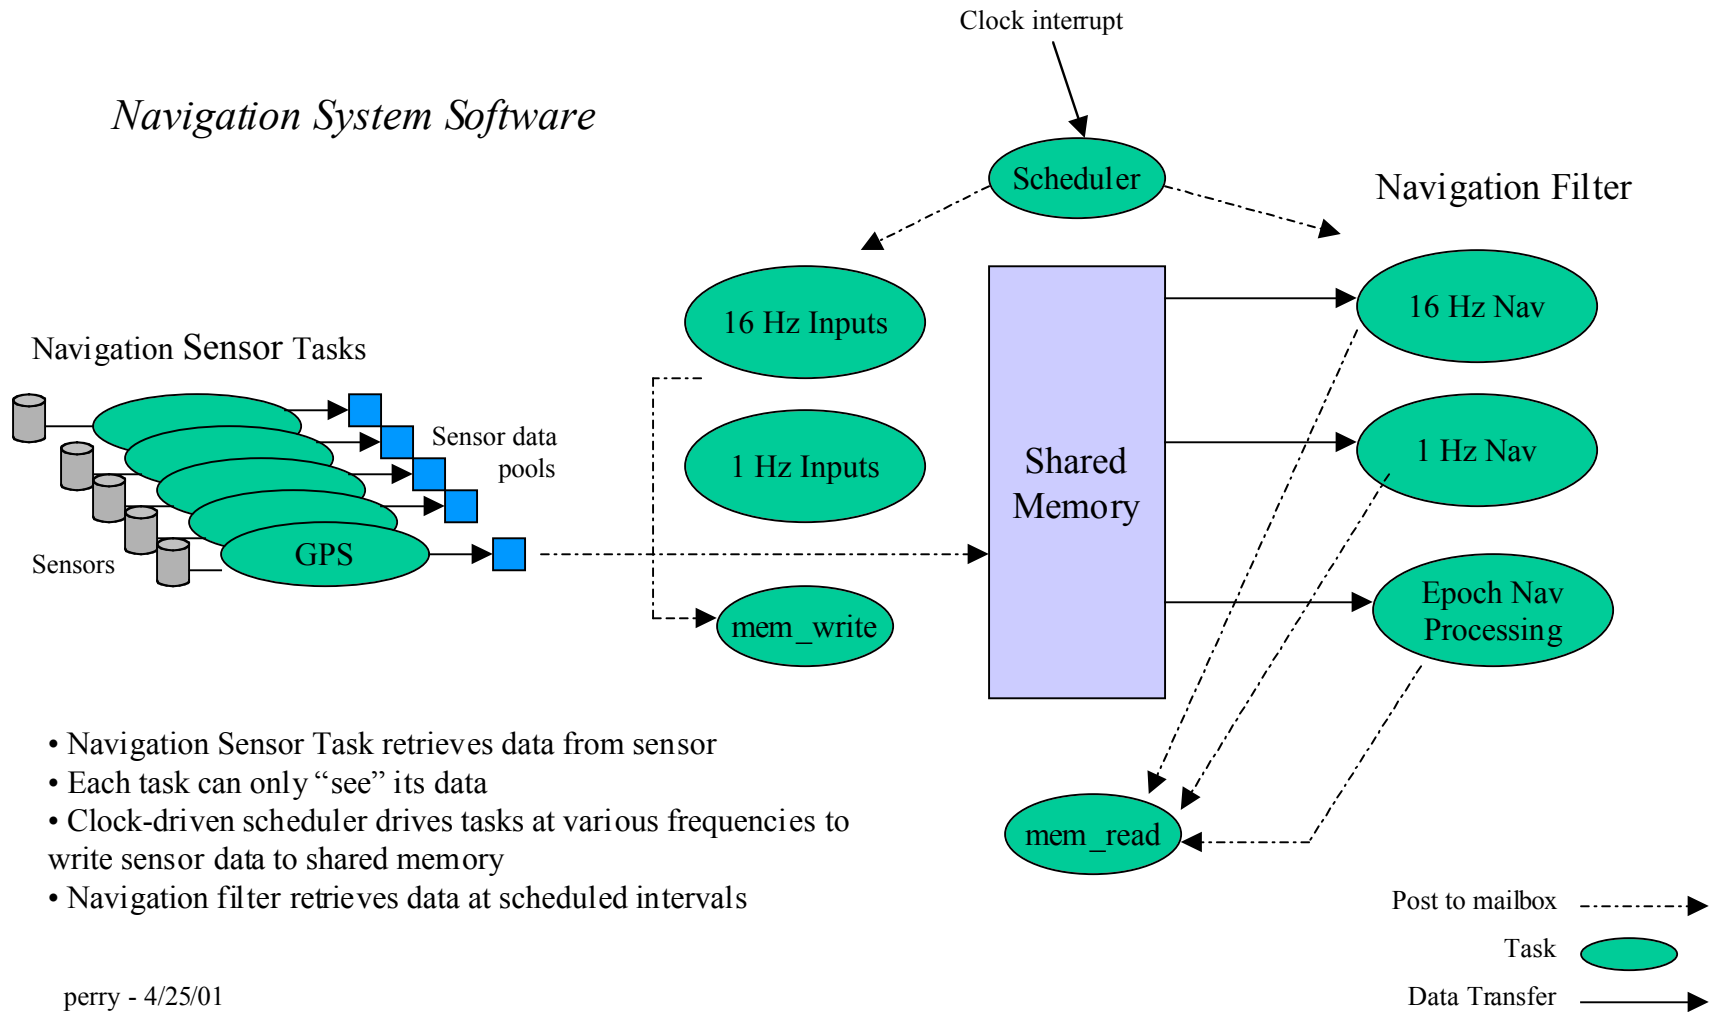 Clock interrupt
Navigation System Software
Scheduler
Navigation Filter
16 Hz Inputs
16 Hz Nav
Navigation Sensor Tasks
Sensor data
pools
1 Hz Inputs
Shared
Memory
1 Hz Nav
Sensors
GPS
mem_write
Epoch Nav
Processing
• Navigation Sensor Task retrieves data from sensor
• Each task can only “see” its data
• Clock-driven scheduler drives tasks at various frequencies to
write sensor data to shared memory
• Navigation filter retrieves data at scheduled intervals
mem_read
Post to mailbox
Task
Data Transfer
perry - 4/25/01